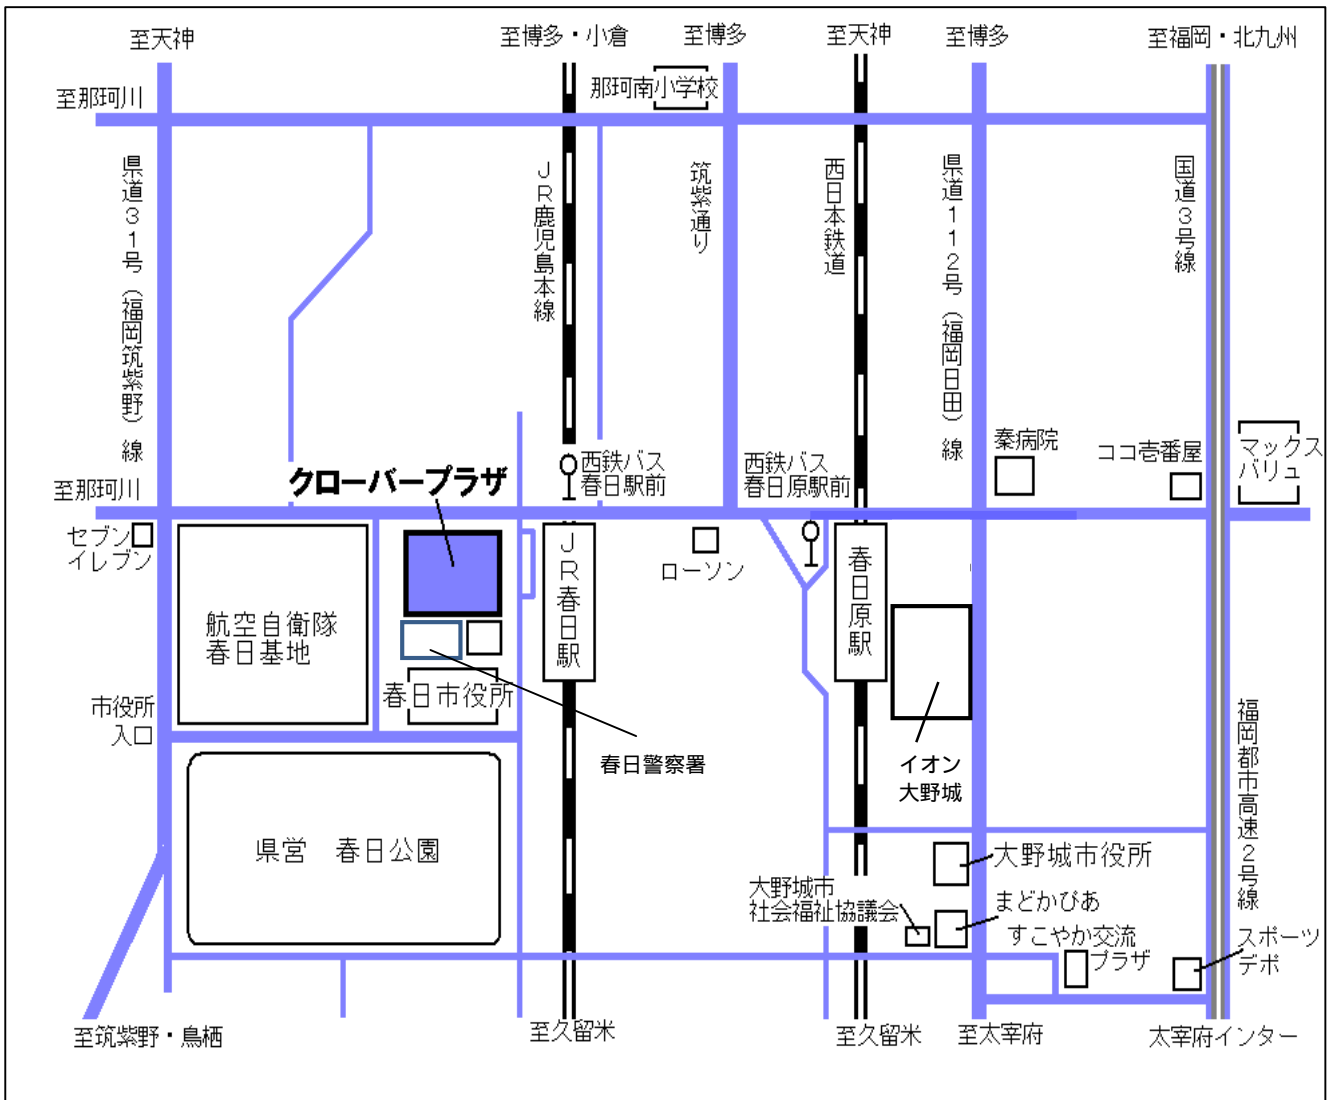 至天神
至博多・小倉
至博多
至天神
至博多
至福岡・北九州
至那珂川
那珂南小学校
県道31号(福岡筑紫野)線
JR鹿児島本線
筑紫通り
西日本鉄道
県道112号(福岡日田)線
国道3号線
秦病院
ココ壱番屋
マックス
バリュ
西鉄バス
春日駅前
西鉄バス
春日原駅前
クローバープラザ
至那珂川
セブン
イレブン
JR春日駅
ローソン
春日原駅
航空自衛隊
春日基地
春日市役所
市役所
入口
春日警察署
イオン
大野城
福岡都市高速2号線
県営 春日公園
大野城市役所
大野城市
社会福祉協議会
まどかぴあ
すこやか交流
プラザ
スポーツ
デポ
至筑紫野・鳥栖
至久留米
至久留米
至太宰府
太宰府インター